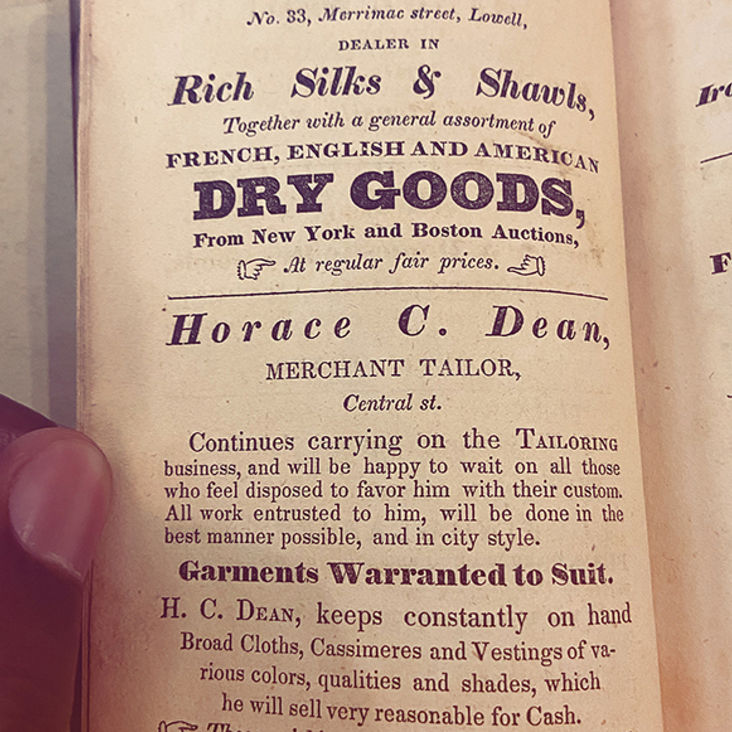 No. 33, Merrimac street, Lowell,
DEALER IN
Rich Silks & Shawls,
Together with a general assortment of
FRENCH, ENGLISH AND AMERICAN
DRY GOODS,
From New York and Boston Auctions,
At regular fair prices.
Horace C. Dean,
MERCHANT TAILOR,
Central st.
Continues carrying on the TAILORING
business, and will be happy to wait on all those
who feel disposed to favor him with their custom.
All work entrusted to him, will be done in the
best manner possible, and in city style.
Garments Warranted to Suit.
H. C. DEAN, keeps constantly on hand
Broad Cloths, Cassimeres and Vestings of va-
rious colors, qualities and shades, which
he will sell very reasonable for Cash.